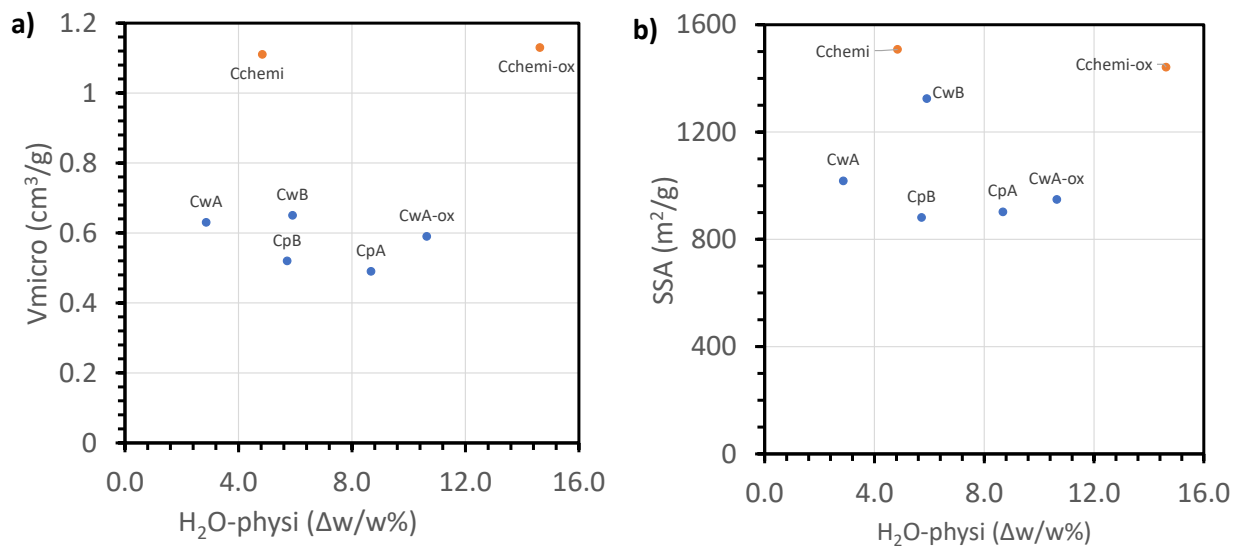 a)
Vmicro (cm³/g)
1.2
1
0.8
0.6
0.4
0.2
0
Cchemi
Cchemi-ox
CwA
CwB
CwA-ox
CpB
CpA
0.0 4.0 8.0 12.0 16.0
H₂O-physi (Δw/w%)
b)
SSA (m²/g)
1600
1200
800
400
0
Cchemi
Cchemi-ox
CwB
CwA
CwA-ox
CpB
CpA
0.0 4.0 8.0 12.0 16.0
H₂O-physi (Δw/w%)